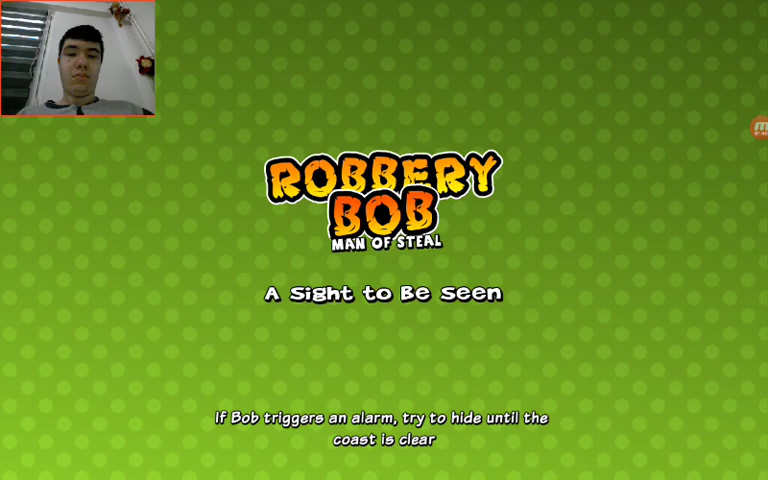 ROBBERY
BOB
MAN OF STEAL
A Sight to Be Seen
If Bob triggers an alarm, try to hide until the
coast is clear